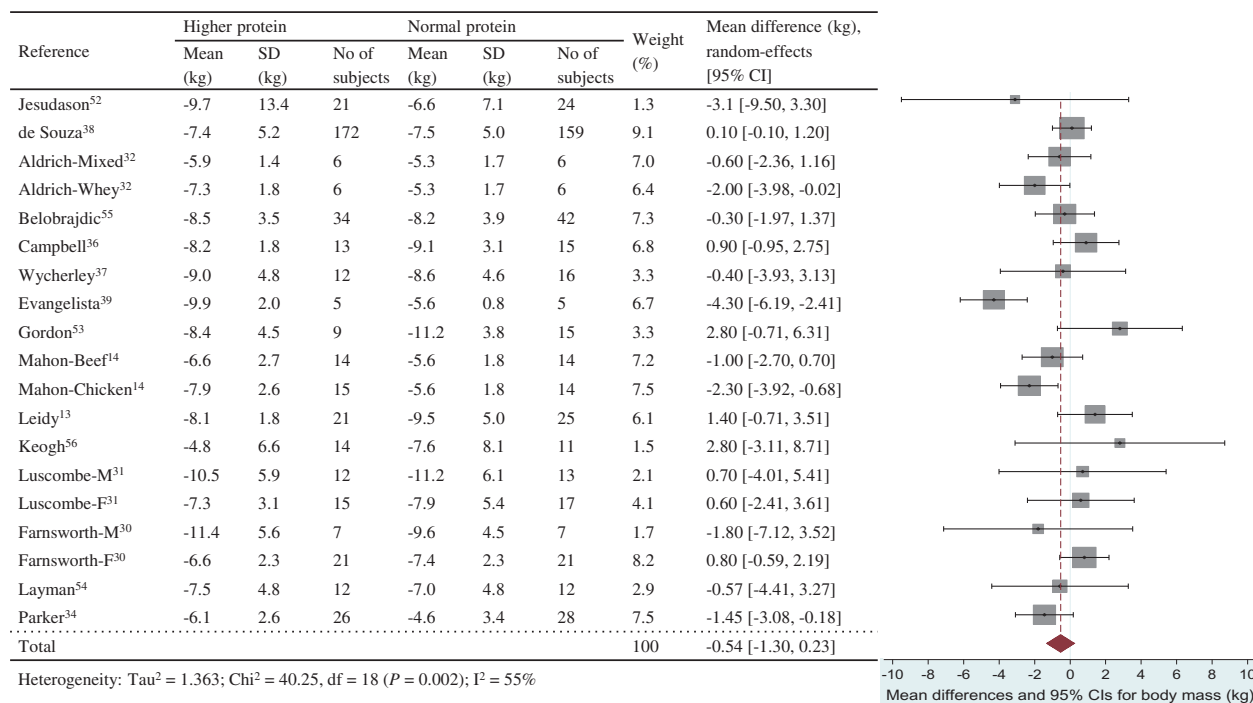 Higher protein Normal protein Mean difference (kg),
Reference Weight random-effects
Mean SD No of Mean SD No of (%) [95% CI]
(kg) (kg) subjects (kg) (kg) subjects
Jesudason52 -9.7 13.4 21 -6.6 7.1 24 1.3 -3.1 [-9.50, 3.30]
de Souza38 -7.4 5.2 172 -7.5 5.0 159 9.1 0.10 [-0.10, 1.20]
Aldrich-Mixed32 -5.9 1.4 6 -5.3 1.7 6 7.0 -0.60 [-2.36, 1.16]
Aldrich-Whey32 -7.3 1.8 6 -5.3 1.7 6 6.4 -2.00 [-3.98, -0.02]
Belobrajdic55 -8.5 3.5 34 -8.2 3.9 42 7.3 -0.30 [-1.97, 1.37]
Campbell36 -8.2 1.8 13 -9.1 3.1 15 6.8 0.90 [-0.95, 2.75]
Wycherley37 -9.0 4.8 12 -8.6 4.6 16 3.3 -0.40 [-3.93, 3.13]
Evangelista39 -9.9 2.0 5 -5.6 0.8 5 6.7 -4.30 [-6.19, -2.41]
Gordon53 -8.4 4.5 9 -11.2 3.8 15 3.3 2.80 [-0.71, 6.31]
Mahon-Beef14 -6.6 2.7 14 -5.6 1.8 14 7.2 -1.00 [-2.70, 0.70]
Mahon-Chicken14 -7.9 2.6 15 -5.6 1.8 14 7.5 -2.30 [-3.92, -0.68]
Leidy13 -8.1 1.8 21 -9.5 5.0 25 6.1 1.40 [-0.71, 3.51]
Keogh56 -4.8 6.6 14 -7.6 8.1 11 1.5 2.80 [-3.11, 8.71]
Luscombe-M31 -10.5 5.9 12 -11.2 6.1 13 2.1 0.70 [-4.01, 5.41]
Luscombe-F31 -7.3 3.1 15 -7.9 5.4 17 4.1 0.60 [-2.41, 3.61]
Farnsworth-M30 -11.4 5.6 7 -9.6 4.5 7 1.7 -1.80 [-7.12, 3.52]
Farnsworth-F30 -6.6 2.3 21 -7.4 2.3 21 8.2 0.80 [-0.59, 2.19]
Layman54 -7.5 4.8 12 -7.0 4.8 12 2.9 -0.57 [-4.41, 3.27]
Parker34 -6.1 2.6 26 -4.6 3.4 28 7.5 -1.45 [-3.08, -0.18]
Total 100 -0.54 [-1.30, 0.23]
Heterogeneity: Tau2 = 1.363; Chi2 = 40.25, df = 18 (P = 0.002); I2 = 55%
-10 -8 -6 -4 -2 0 2 4 6 8 10
Mean differences and 95% CIs for body mass (kg)